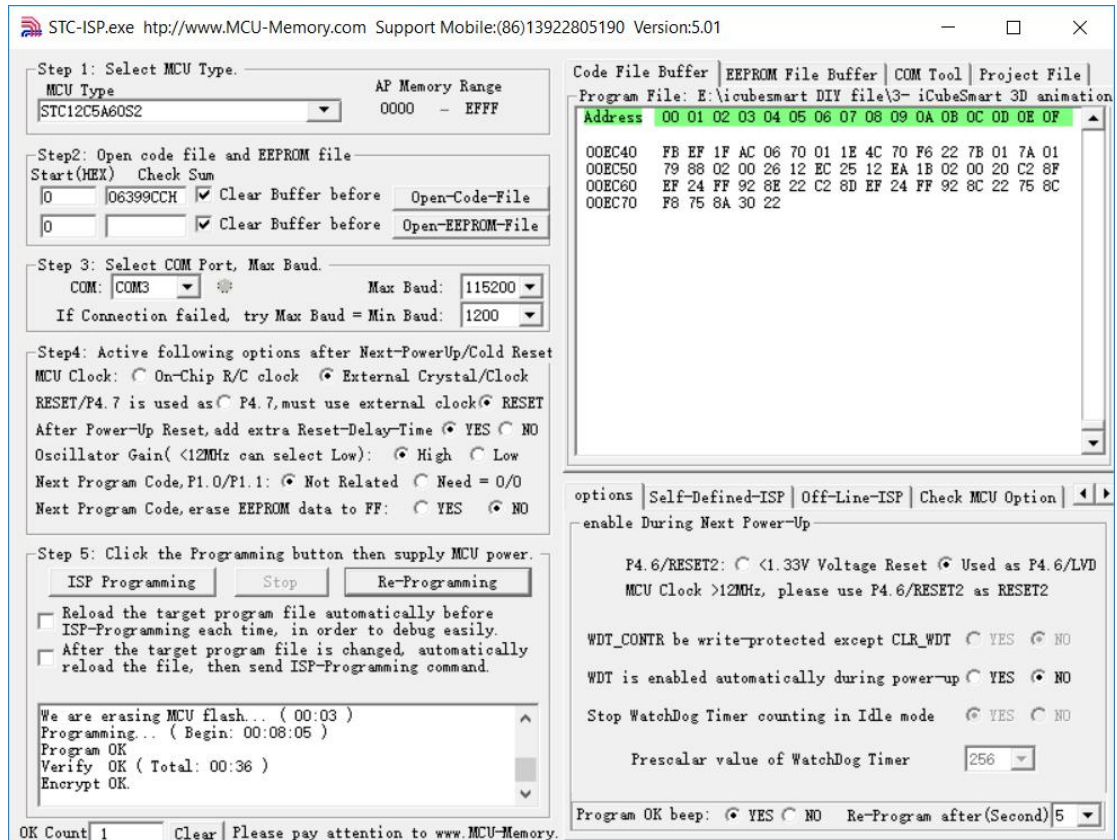 STC-ISP.exe htp://www.MCU-Memory.com Support Mobile:(86)13922805190 Version:5.01
Step 1: Select MCU Type.
MCU Type
AP Memory Range
STC12C5A60S2
0000 - EFFF
Step2: Open code file and EEPROM file
Start(HEX) Check Sum
0 06399CCH Clear Buffer before Open-Code-File
0 Clear Buffer before Open-EEPROM-File
Step 3: Select COM Port, Max Baud.
COM: COM3 Max Baud: 115200
If Connection failed, try Max Baud = Min Baud: 1200
Step4: Active following options after Next-PowerUp/Cold Reset
MCU Clock: On-Chip R/C clock External Crystal/Clock
RESET/P4.7 is used as P4.7,must use external clock RESET
After Power-Up Reset,add extra Reset-Delay-Time YES NO
Oscillator Gain( <12MHz can select Low): High Low
Next Program Code,P1.0/P1.1: Not Related Need = 0/0
Next Program Code,erase EEPROM data to FF: YES NO
Step 5: Click the Programming button then supply MCU power.
ISP Programming Stop Re-Programming
Reload the target program file automatically before
ISP-Programming each time, in order to debug easily.
After the target program file is changed, automatically
reload the file, then send ISP-Programming command.
We are erasing MCU flash... ( 00:03 )
Programming... ( Begin: 00:08:05 )
Program OK
Verify OK ( Total: 00:36 )
Encrypt OK.
OK Count 1 Clear Please pay attention to www.MCU-Memory.
Code File Buffer EEPROM File Buffer COM Tool Project File
Program File: E:\icubesmart DIY file\3- iCubeSmart 3D animation
Address 00 01 02 03 04 05 06 07 08 09 0A 0B 0C 0D 0E 0F
00EC40 FB EF 1F AC 06 70 01 1E 4C 70 F6 22 7B 01 7A 01
00EC50 79 88 02 00 26 12 EC 25 12 EA 1B 02 00 20 C2 8F
00EC60 EF 24 FF 92 8E 22 C2 8D EF 24 FF 92 8C 22 75 8C
00EC70 F8 75 8A 30 22
options Self-Defined-ISP Off-Line-ISP Check MCU Option
enable During Next Power-Up
P4.6/RESET2: <1.33V Voltage Reset Used as P4.6/LVD
MCU Clock >12MHz, please use P4.6/RESET2 as RESET2
WDT_CONTR be write-protected except CLR_WDT YES NO
WDT is enabled automatically during power-up YES NO
Stop WatchDog Timer counting in Idle mode YES NO
Prescalar value of WatchDog Timer 256
Program OK beep: YES NO Re-Program after(Second) 5